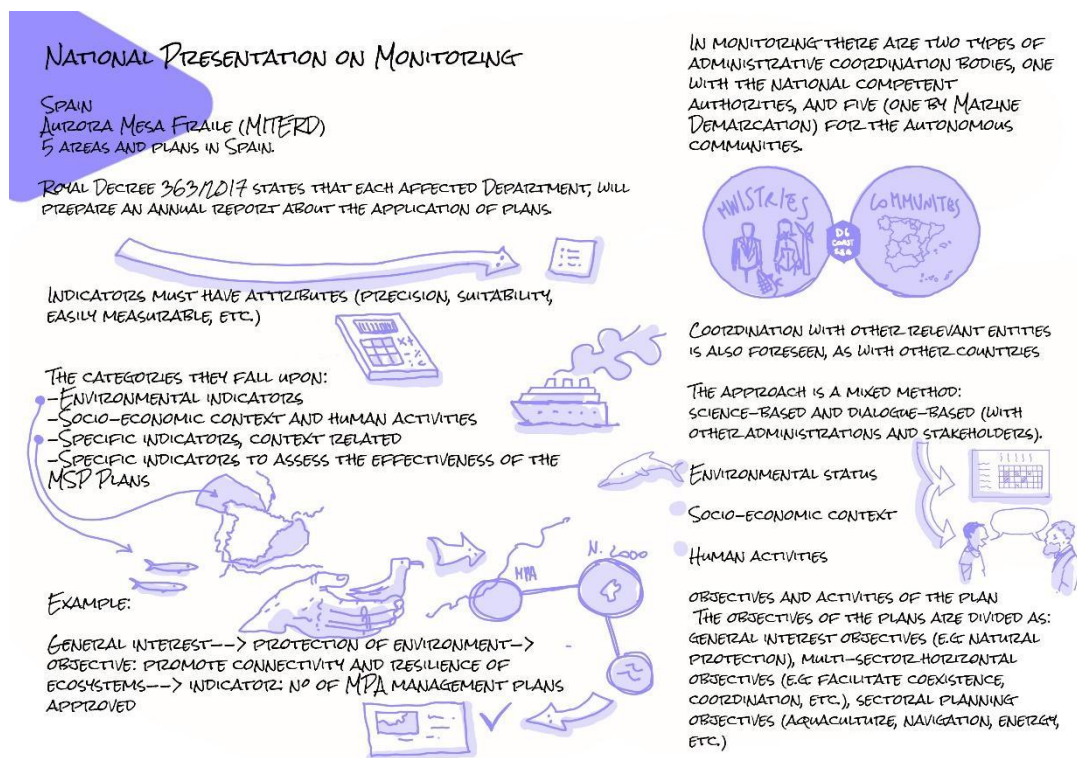 National Presentation on Monitoring
Spain
Aurora Mesa Fraile (MITERD)
5 areas and plans in Spain.
Royal Decree 363/2017 states that each affected Department, will
prepare an annual report about the application of plans.
Indicators must have attributes (precision, suitability,
easily measurable, etc.)
The categories they fall upon:
-Environmental indicators
-Socio-economic context and human activities
-Specific indicators, context related
-Specific indicators to assess the effectiveness of the
MSP Plans
MPA
N. 2000
Example:
General interest--> protection of environment->
objective: promote connectivity and resilience of
ecosystems--> indicator: nº of MPA management plans
approved
In monitoring there are two types of
administrative coordination bodies, one
with the national competent
authorities, and five (one by Marine
Demarcation) for the autonomous
communities.
MINISTRIES
COMMUNITIES
DG
COAST
SEA
Coordination with other relevant entities
is also foreseen, as with other countries
The approach is a mixed method:
science-based and dialogue-based (with
other administrations and stakeholders).
Environmental status
Socio-economic context
Human activities
objectives and activities of the plan
The objectives of the plans are divided as:
general interest objectives (e.g natural
protection), multi-sector horizontal
objectives (e.g facilitate coexistence,
coordination, etc.), sectoral planning
objectives (aquaculture, navigation, energy,
etc.)